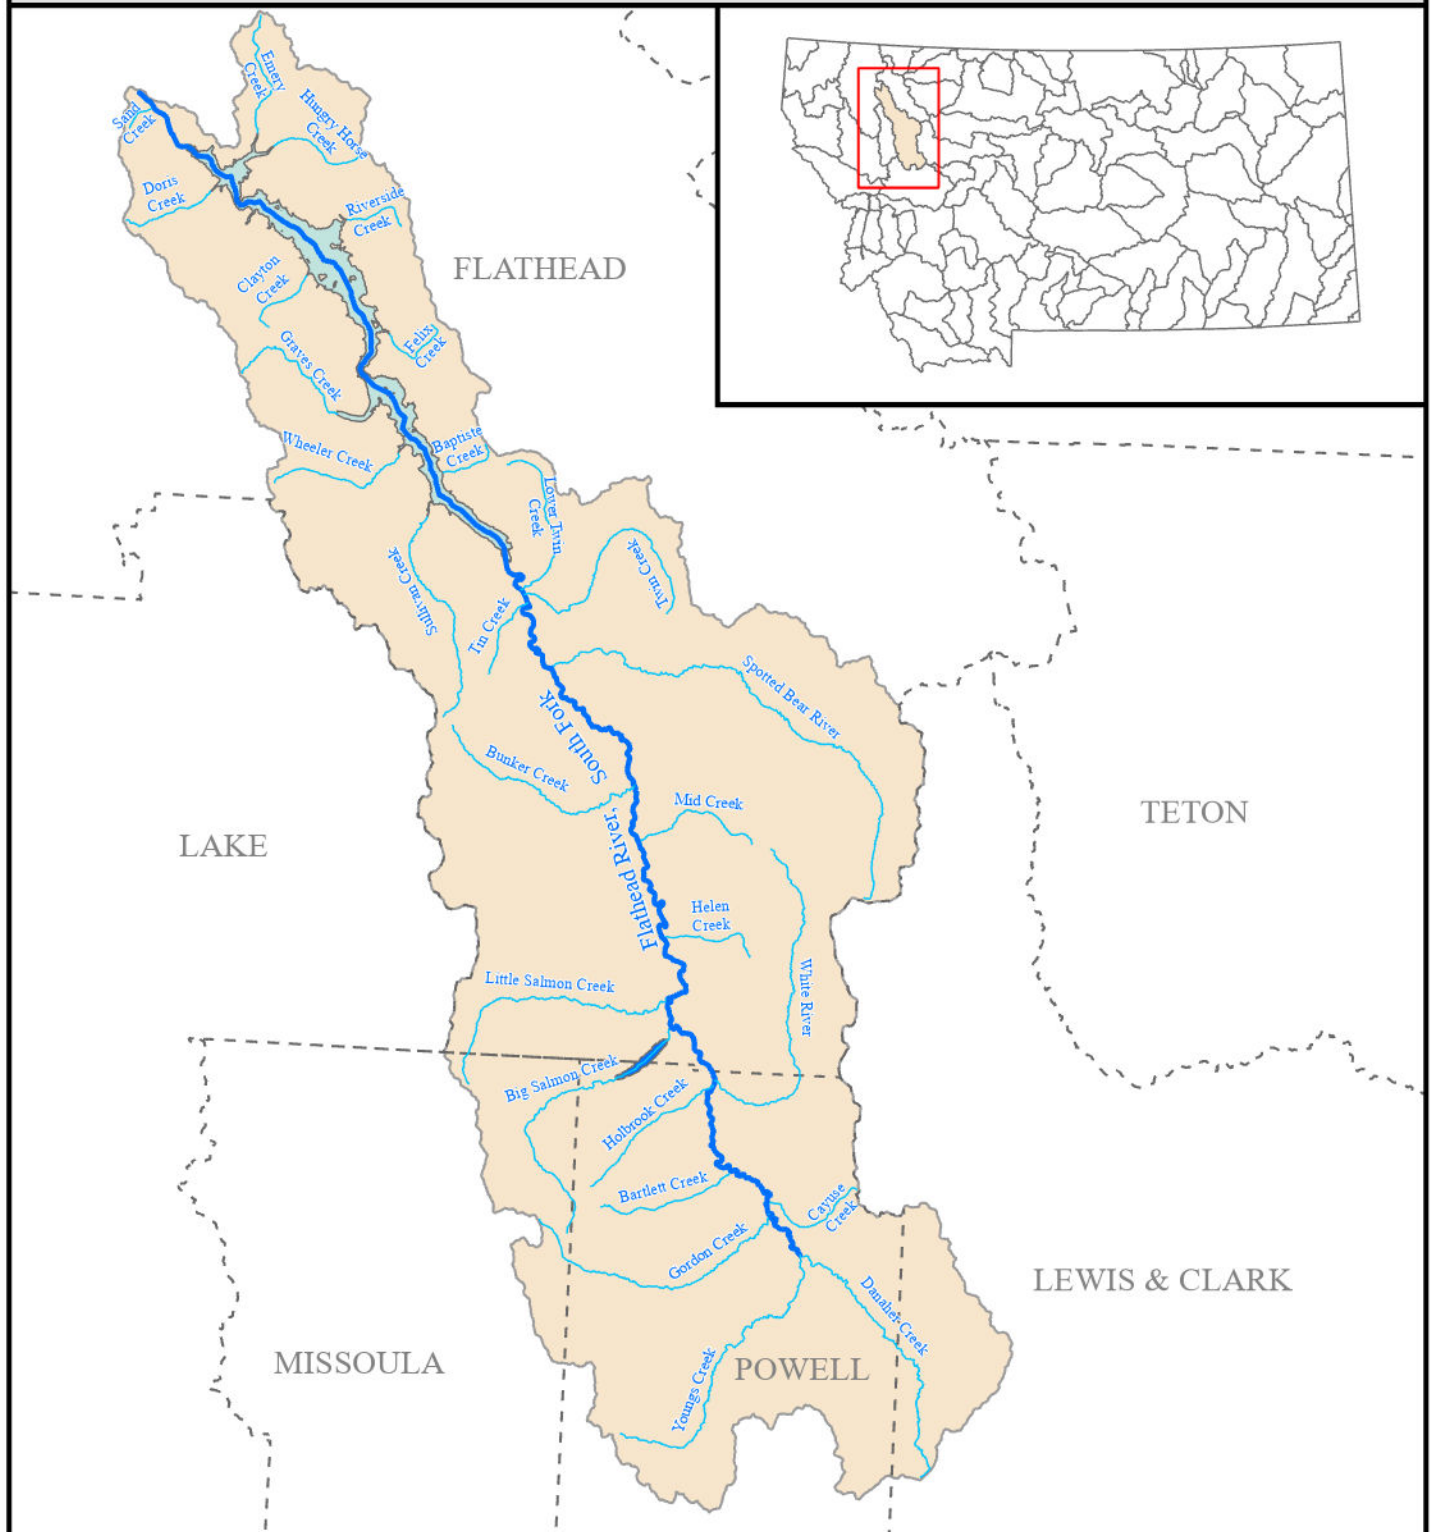 Emery
Creek
Sand
Creek
Hungry Horse
Creek
Doris
Creek
Riverside
Creek
FLATHEAD
Clayton
Creek
Felix
Creek
Graves Creek
Wheeler Creek
Baptiste
Creek
Lower Twin
Creek
Twin Creek
Sullivan Creek
Tin Creek
Spotted Bear River
South Fork
Bunker Creek
Mid Creek
TETON
LAKE
Flathead River,
Helen
Creek
Little Salmon Creek
White River
Big Salmon Creek
Holbrook Creek
Bartlett Creek
Cayuse
Creek
Gordon Creek
LEWIS & CLARK
Danaher Creek
MISSOULA
POWELL
Youngs Creek